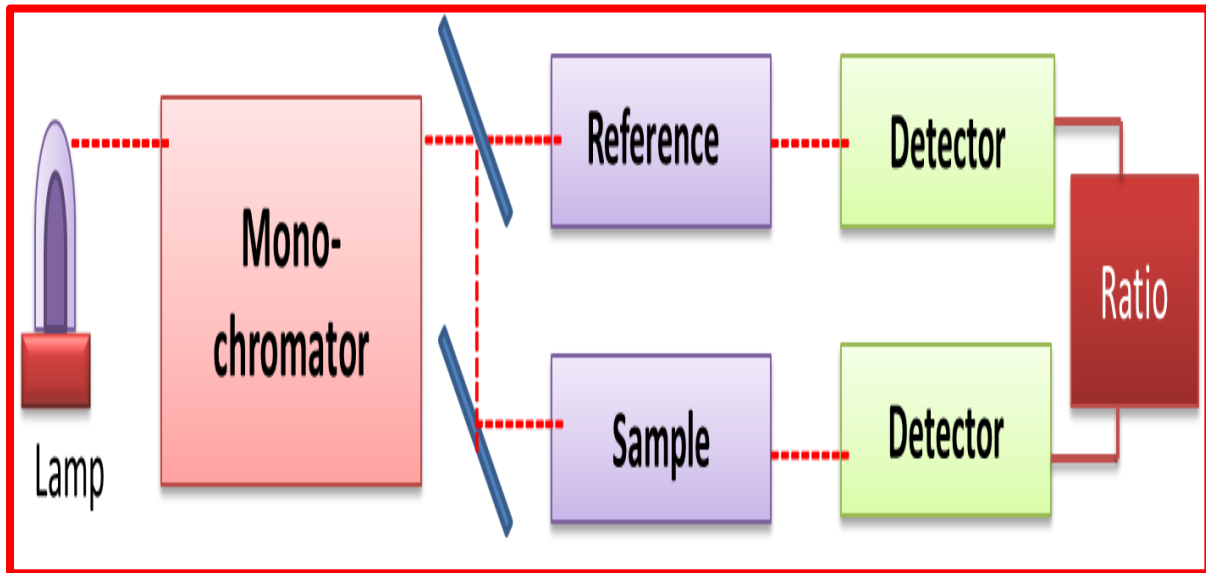 Lamp
Mono-
chromator
Reference
Detector
Sample
Detector
Ratio